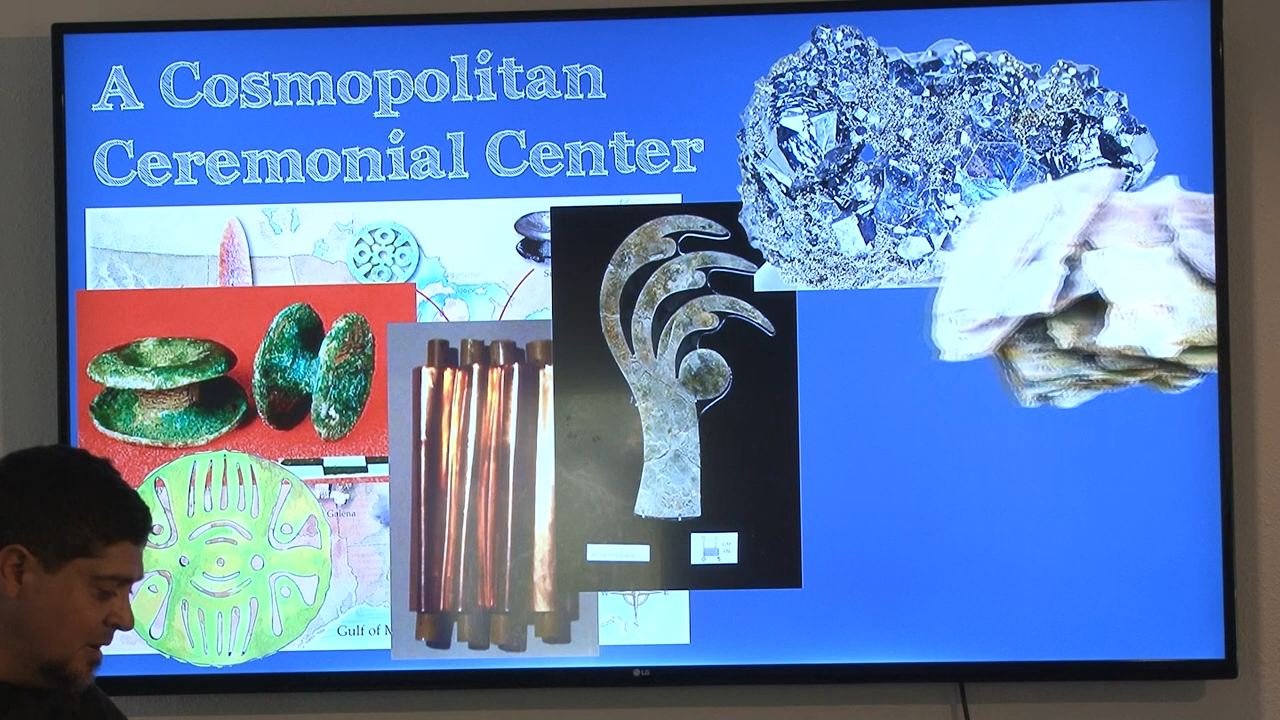 A Cosmopolitan
Ceremonial Center
Galena
Gulf of M
S
LG